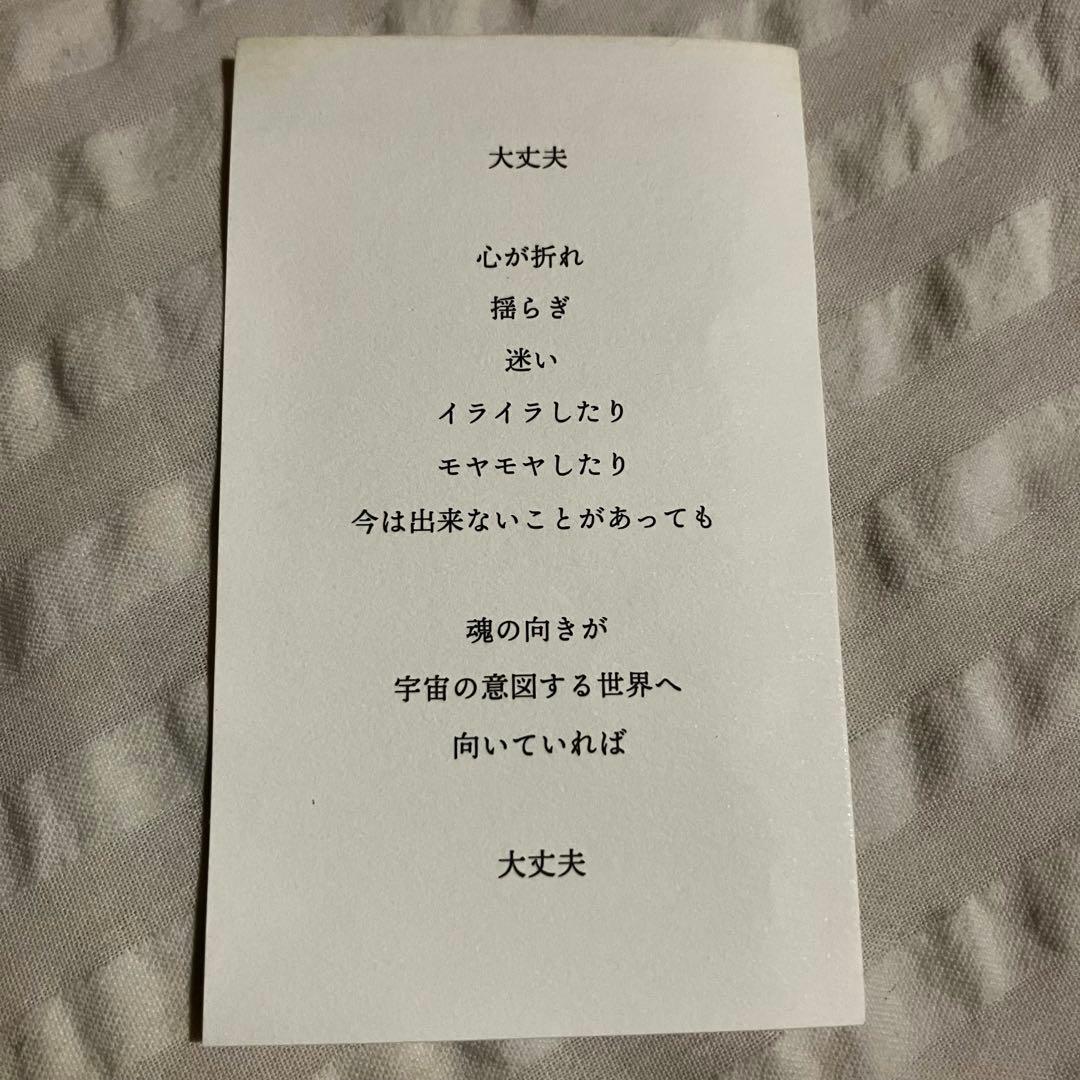 大丈夫
心が折れ
揺らぎ
迷い
イライラしたり
モヤモヤしたり
今は出来ないことがあっても
魂の向きが
宇宙の意図する世界へ
向いていれば
大丈夫